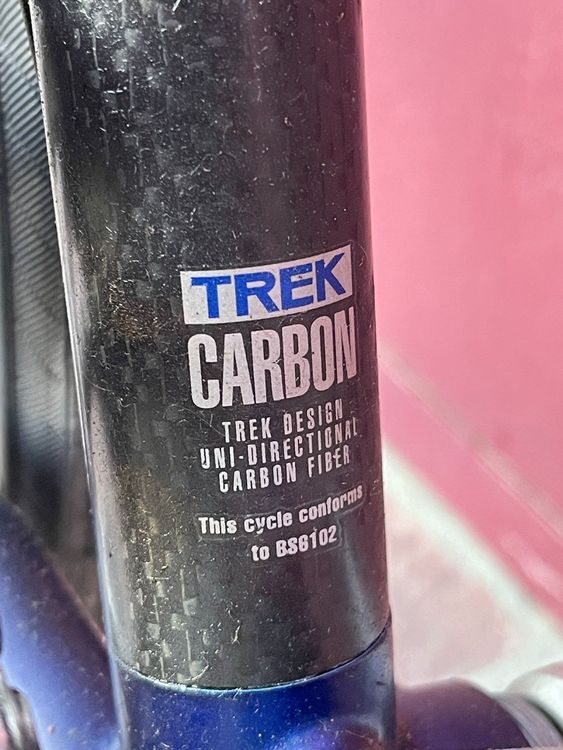 TREK
CARBON
TREK DESIGN
UNI-DIRECTIONAL
CARBON FIBER
This cycle conforms
to BS6102